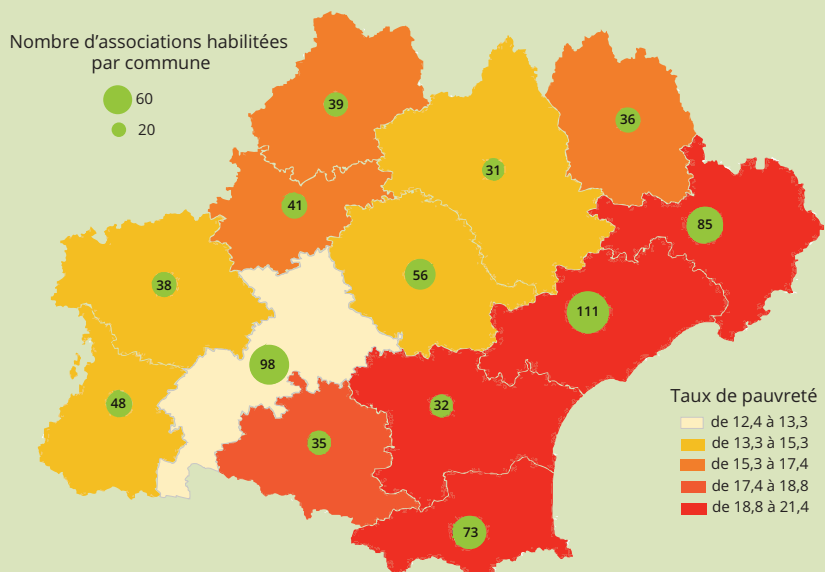 Nombre d'associations habilitées
par commune
60
20
39
36
31
41
85
56
38
111
98
48
32
35
73
Taux de pauvreté
de 12,4 à 13,3
de 13,3 à 15,3
de 15,3 à 17,4
de 17,4 à 18,8
de 18,8 à 21,4